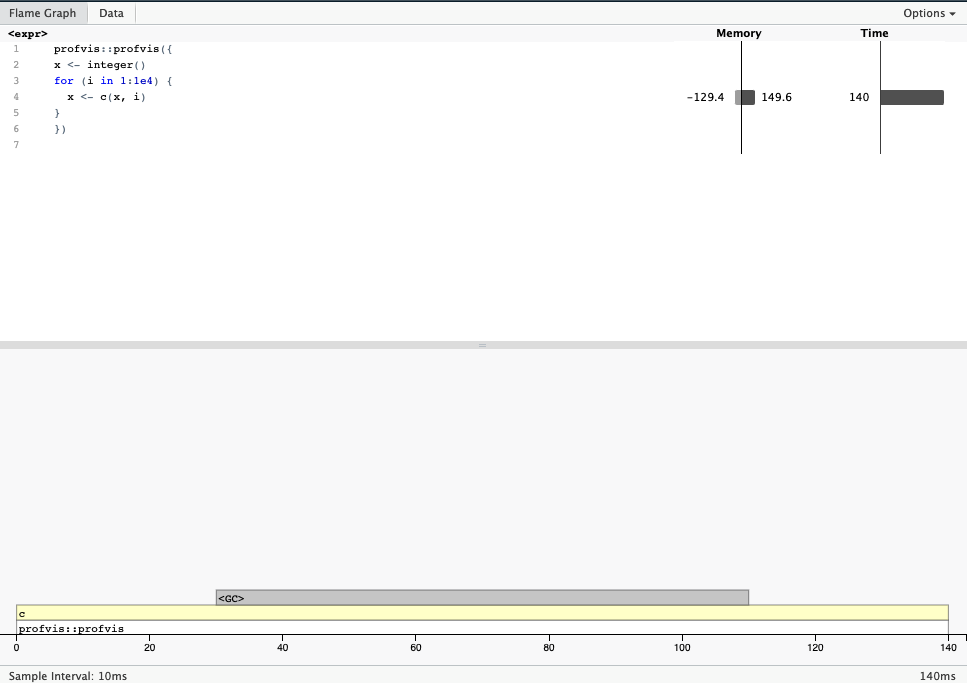 Flame Graph Data Options
<expr> Memory Time
1 profvis::profvis({
2 x <- integer()
3 for (i in 1:1e4) {
4 x <- c(x, i) -129.4 149.6 140
5 }
6 })
7
<GC>
c
profvis::profvis
0 20 40 60 80 100 120 140
Sample Interval: 10ms 140ms